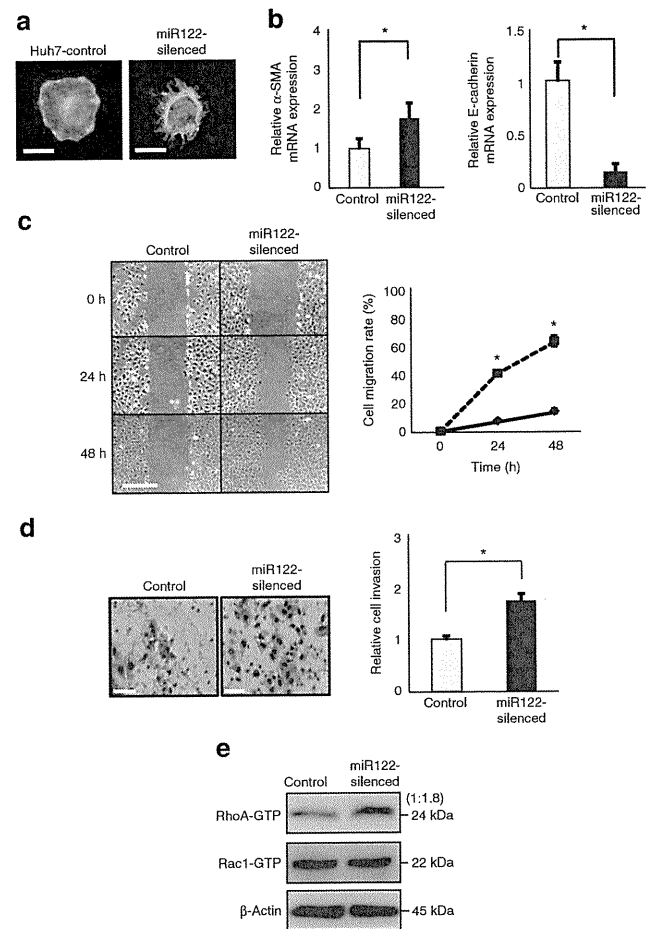 a
Huh7-control
miR122-
silenced
b
Relative α-SMA
mRNA expression
4
3
2
1
0
*
Control
miR122-
silenced
Relative E-cadherin
mRNA expression
1.5
1
0.5
0
*
Control
miR122-
silenced
c
Control
miR122-
silenced
0 h
24 h
48 h
Cell migration rate (%)
100
80
60
40
20
0
*
*
0
24
48
Time (h)
d
Control
miR122-
silenced
Relative cell invasion
3
2
1
0
*
Control
miR122-
silenced
e
Control
miR122-
silenced
(1:1.8)
RhoA-GTP
24 kDa
Rac1-GTP
22 kDa
β-Actin
45 kDa